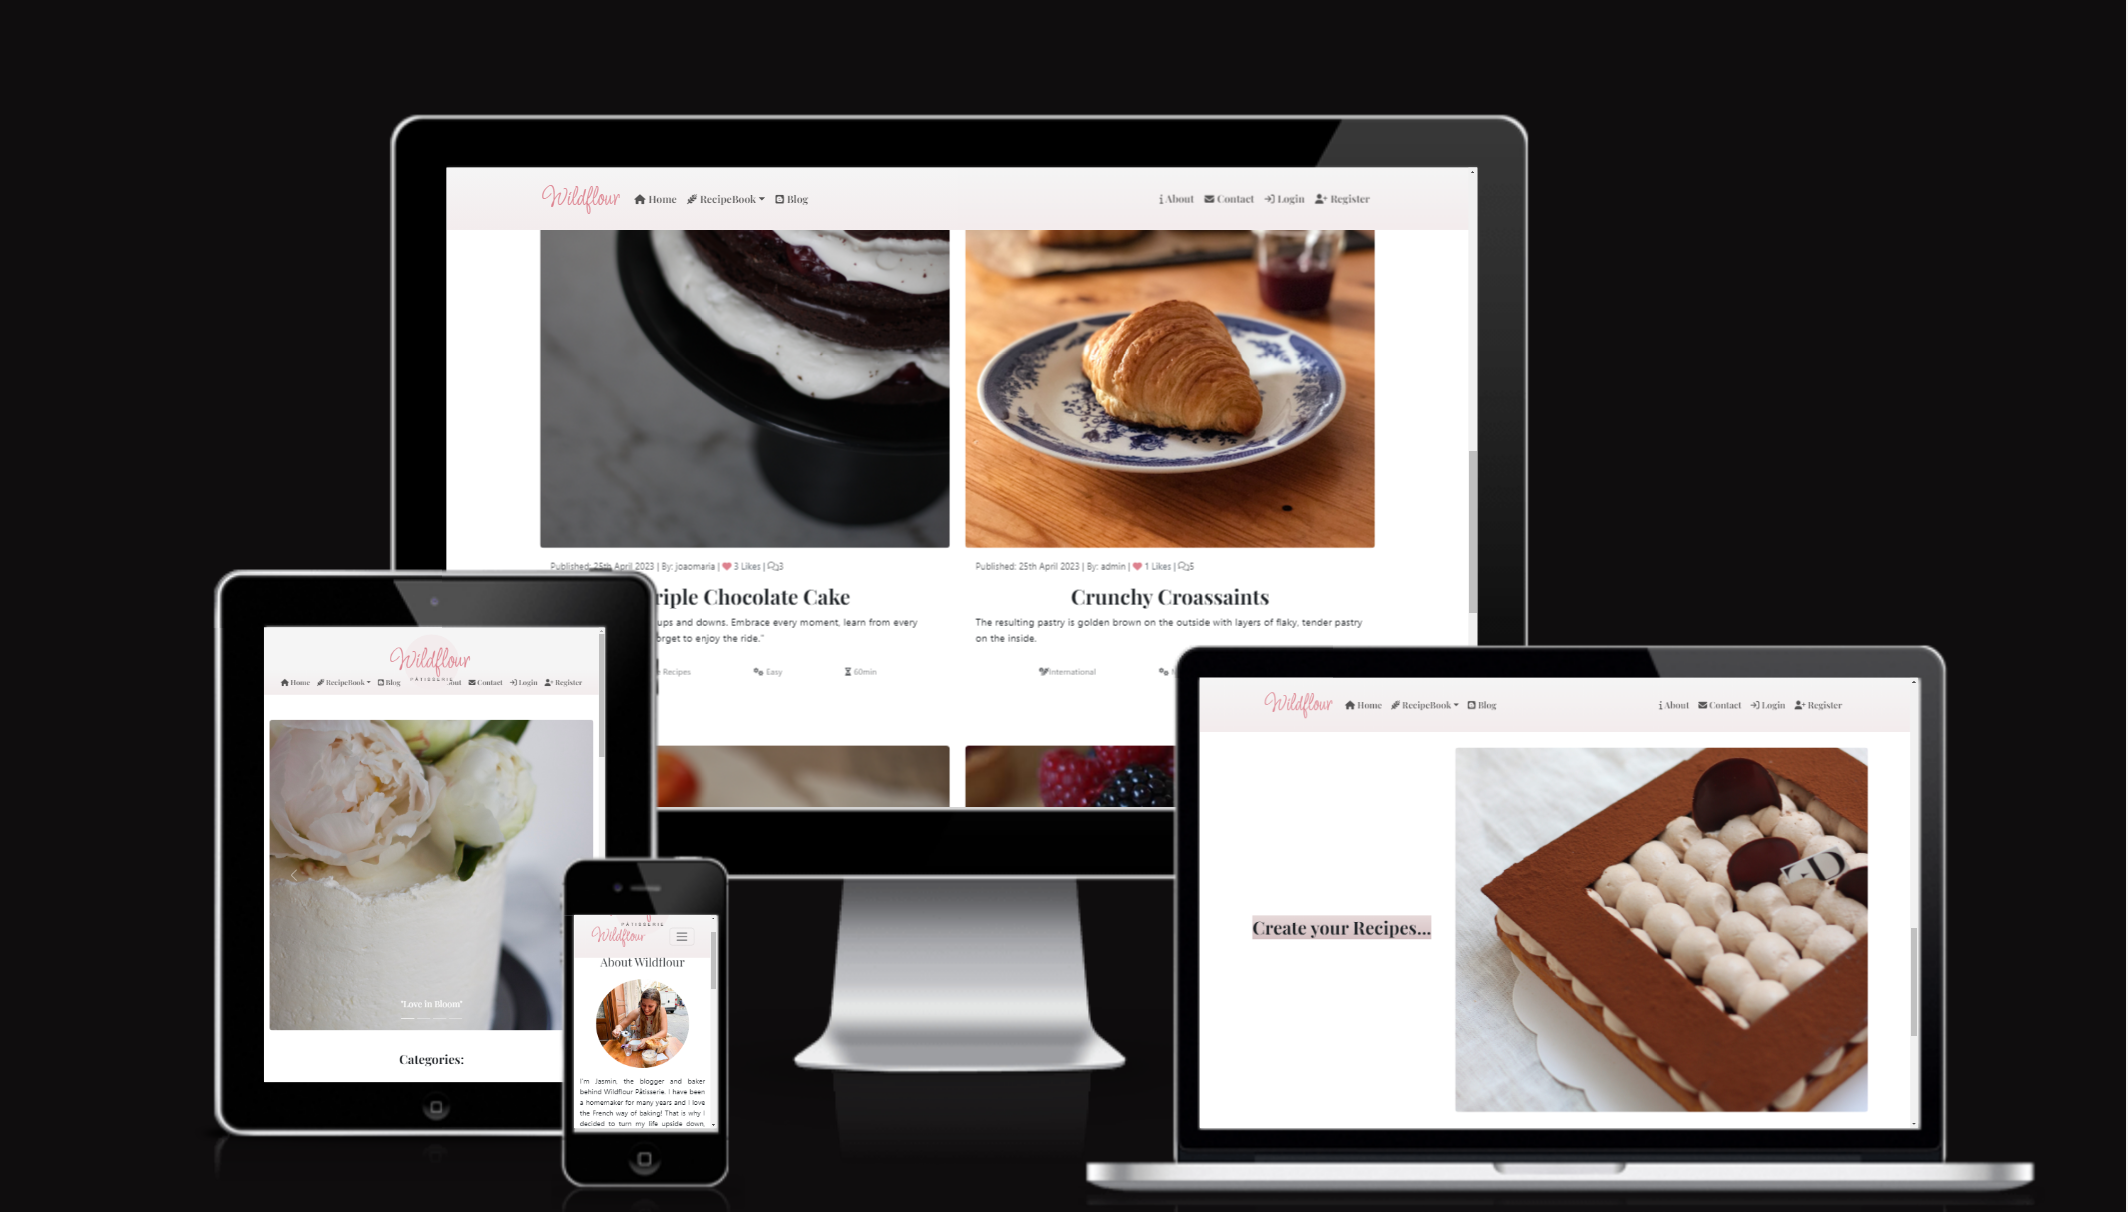 Wildflour Home RecipeBook Blog About Contact Login Register
Published: 25th April 2023 | By: joaomaria | 3 Likes | 3
riple Chocolate Cake
ups and downs. Embrace every moment, learn from every
orget to enjoy the ride."
Recipes Easy 60min
Published: 25th April 2023 | By: admin | 1 Likes | 5
Crunchy Croassaints
The resulting pastry is golden brown on the outside with layers of flaky, tender pastry
on the inside.
International
Wildflour
PATISSERIE
Home RecipeBook Blog out Contact Login Register
"Love in Bloom"
Categories:
PATISSERIE
Wildflour
About Wildflour
I'm Jasmin, the blogger and baker
behind Wildflour Pâtisserie. I have been
a homemaker for many years and I love
the French way of baking! That is why I
decided to turn my life upside down,
Wildflour Home RecipeBook Blog About Contact Login Register
Create your Recipes...